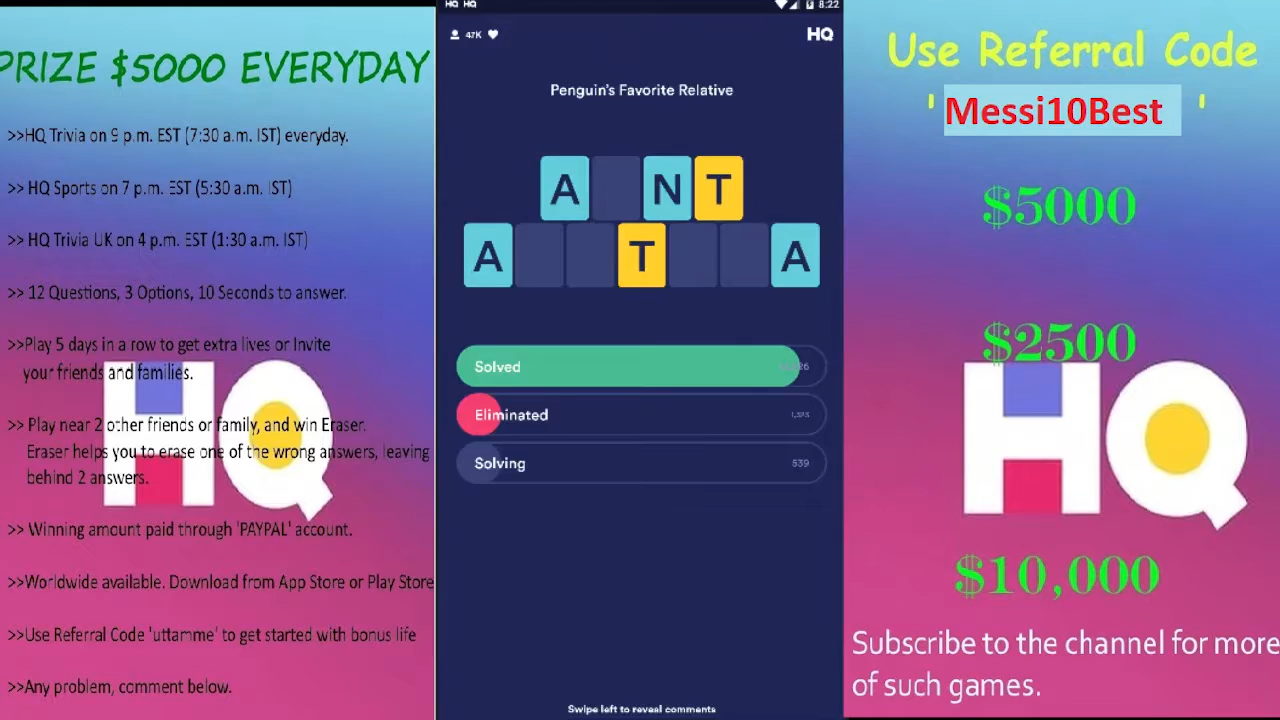 PRIZE $5000 EVERYDAY
>>HQ Trivia on 9 p.m. EST (7:30 a.m. IST) everyday.
>> HQ Sports on 7 p.m. EST (5:30 a.m. IST)
>> HQ Trivia UK on 4 p.m. EST (1:30 a.m. IST)
>> 12 Questions, 3 Options, 10 Seconds to answer.
>>Play 5 days in a row to get extra lives or Invite
your friends and families.
>> Play near 2 other friends or family, and win Eraser.
Eraser helps you to erase one of the wrong answers, leaving
behind 2 answers.
>> Winning amount paid through 'PAYPAL' account.
>>Worldwide available. Download from App Store or Play Store
>>Use Referral Code 'uttamme' to get started with bonus life
>>Any problem, comment below.
HQ
HQ HQ
8:22
47K
HQ
Penguin's Favorite Relative
A NT
A T A
Solved
Eliminated
Solving 539
Swipe left to reveal comments
Use Referral Code
' Messi10Best '
$5000
$2500
HQ
$10,000
Subscribe to the channel for more
of such games.